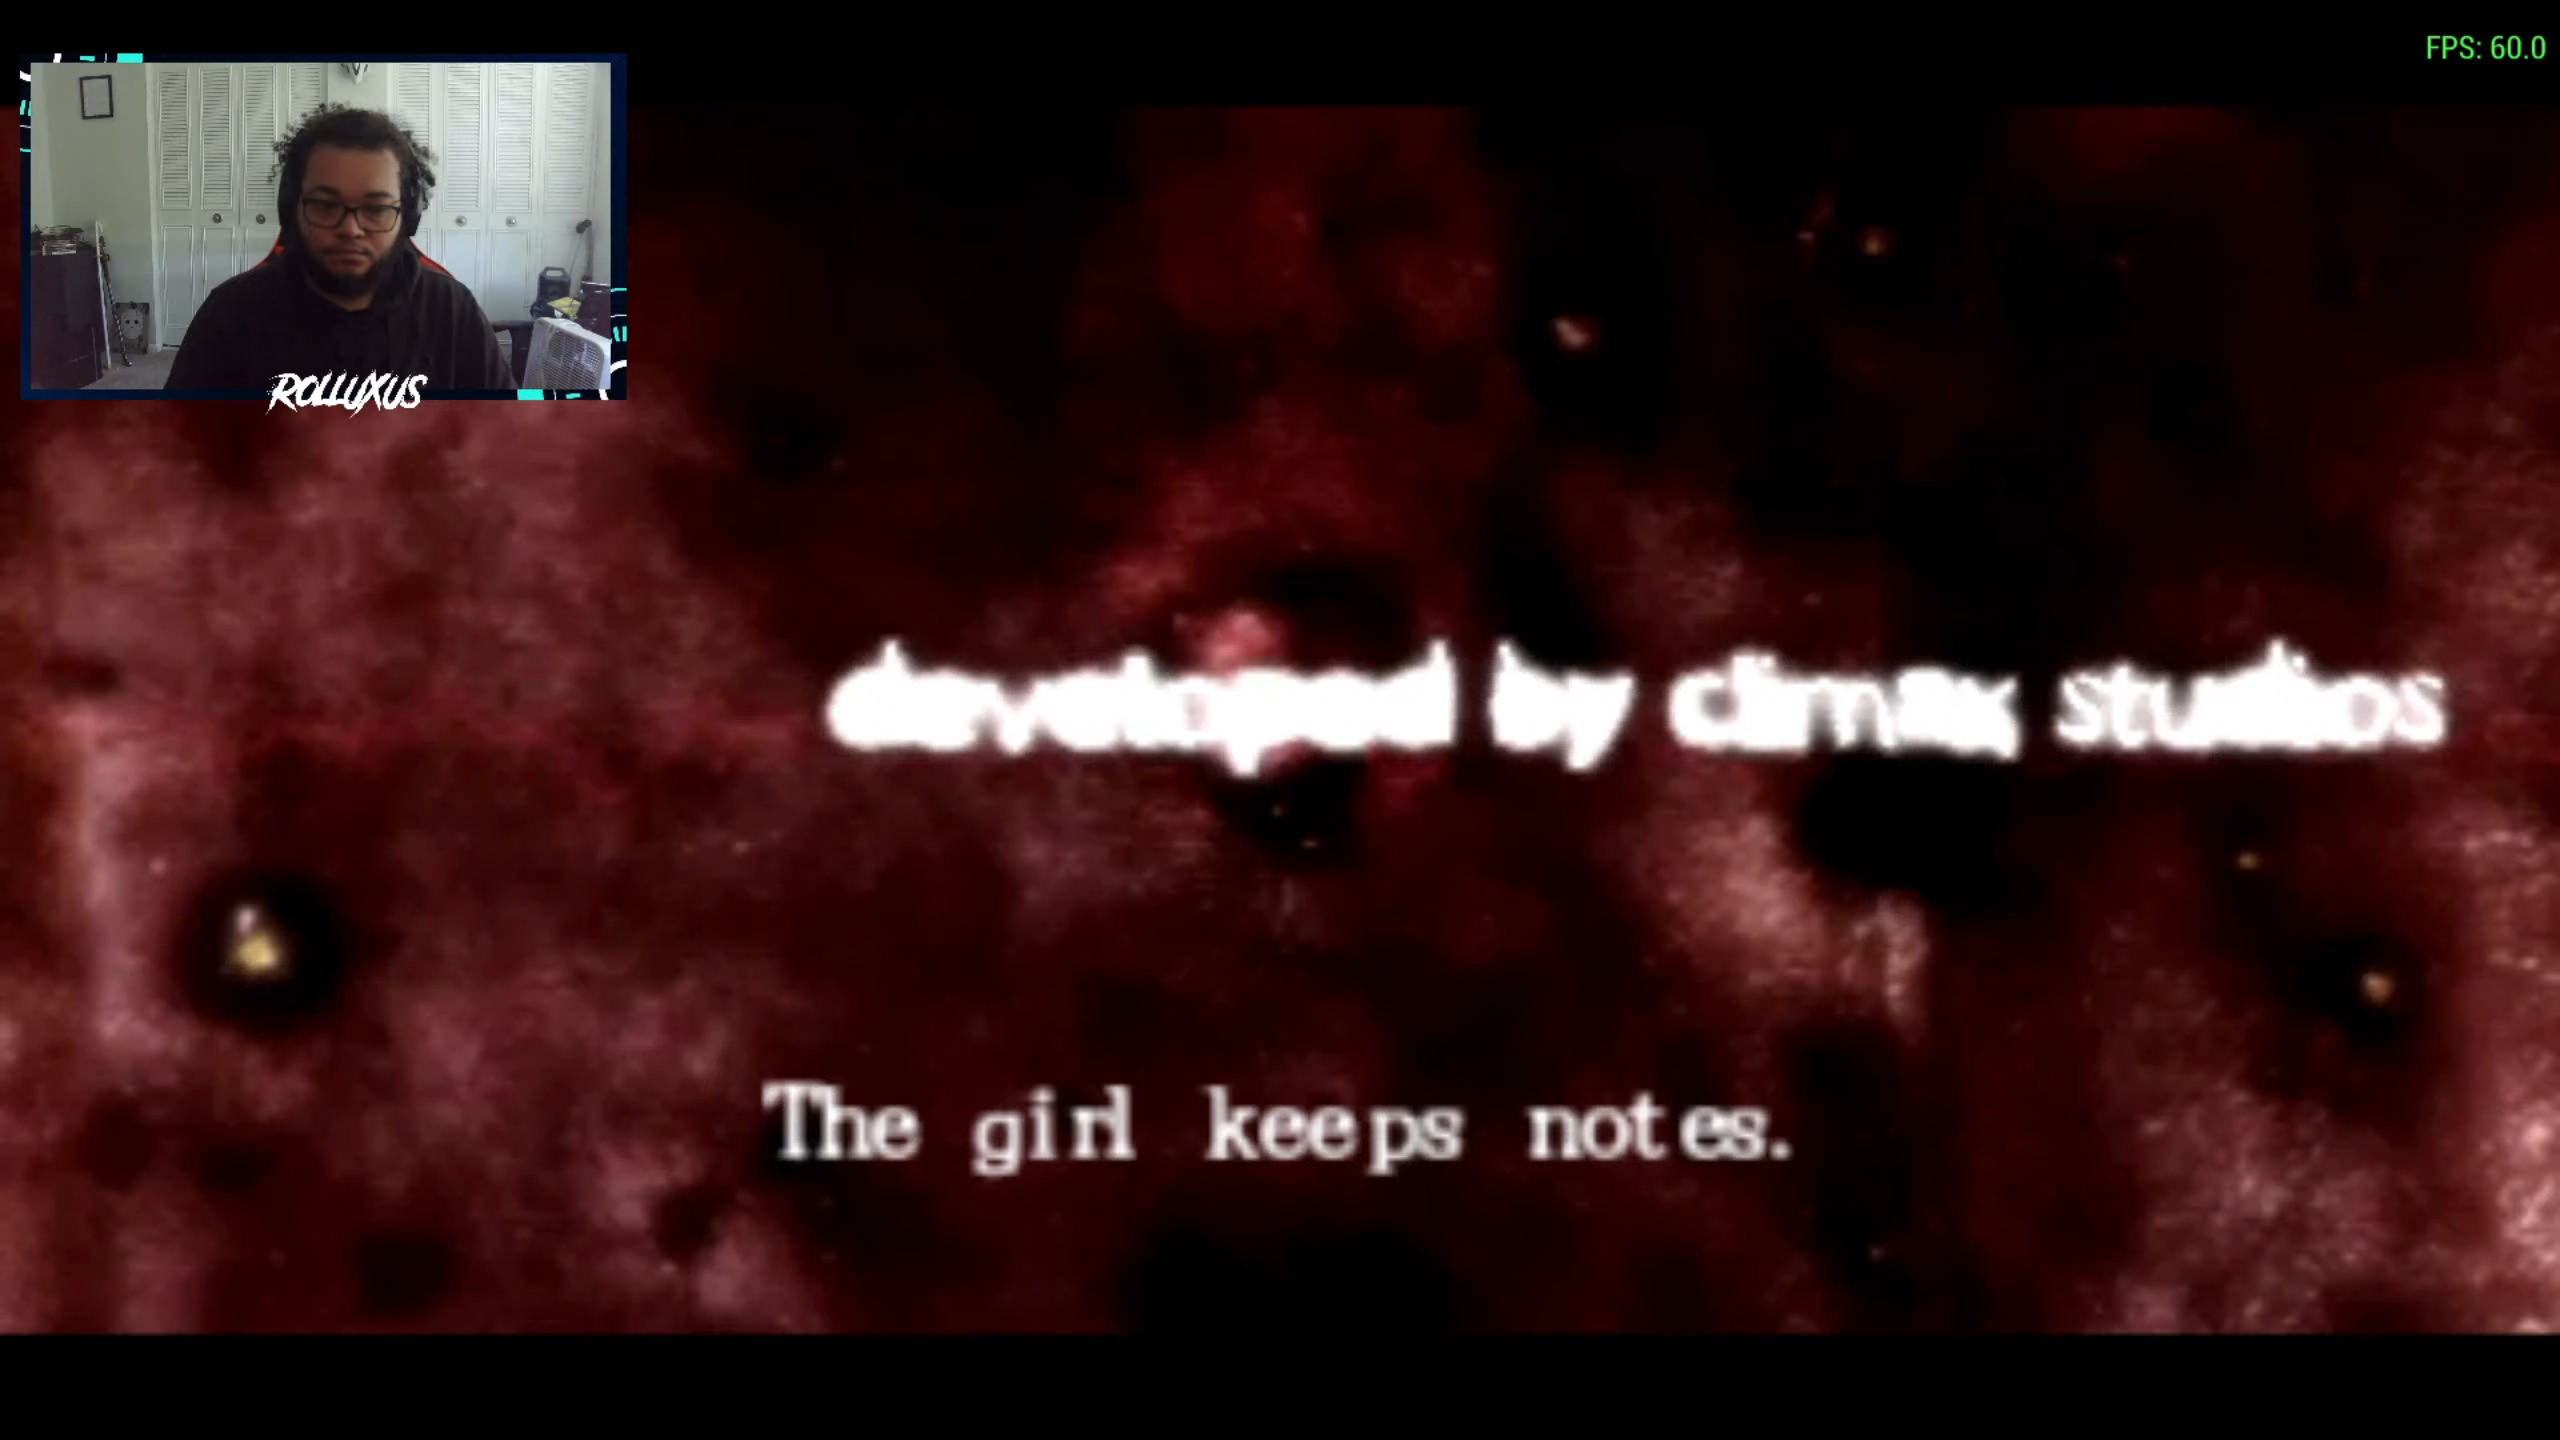 FPS: 60.0
ROLLUXUS
developed by climax studios
The girl keeps notes.